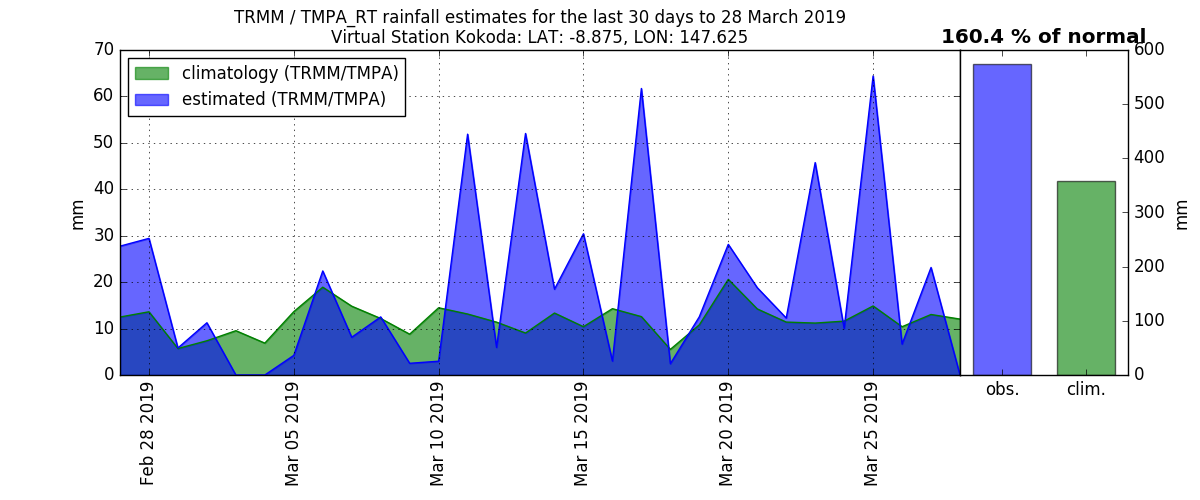 TRMM / TMPA_RT rainfall estimates for the last 30 days to 28 March 2019
Virtual Station Kokoda: LAT: -8.875, LON: 147.625
160.4 % of normal
climatology (TRMM/TMPA)
estimated (TRMM/TMPA)
mm
70
60
50
40
30
20
10
0
Feb 28 2019
Mar 05 2019
Mar 10 2019
Mar 15 2019
Mar 20 2019
Mar 25 2019
600
500
400
300
200
100
0
mm
obs.
clim.